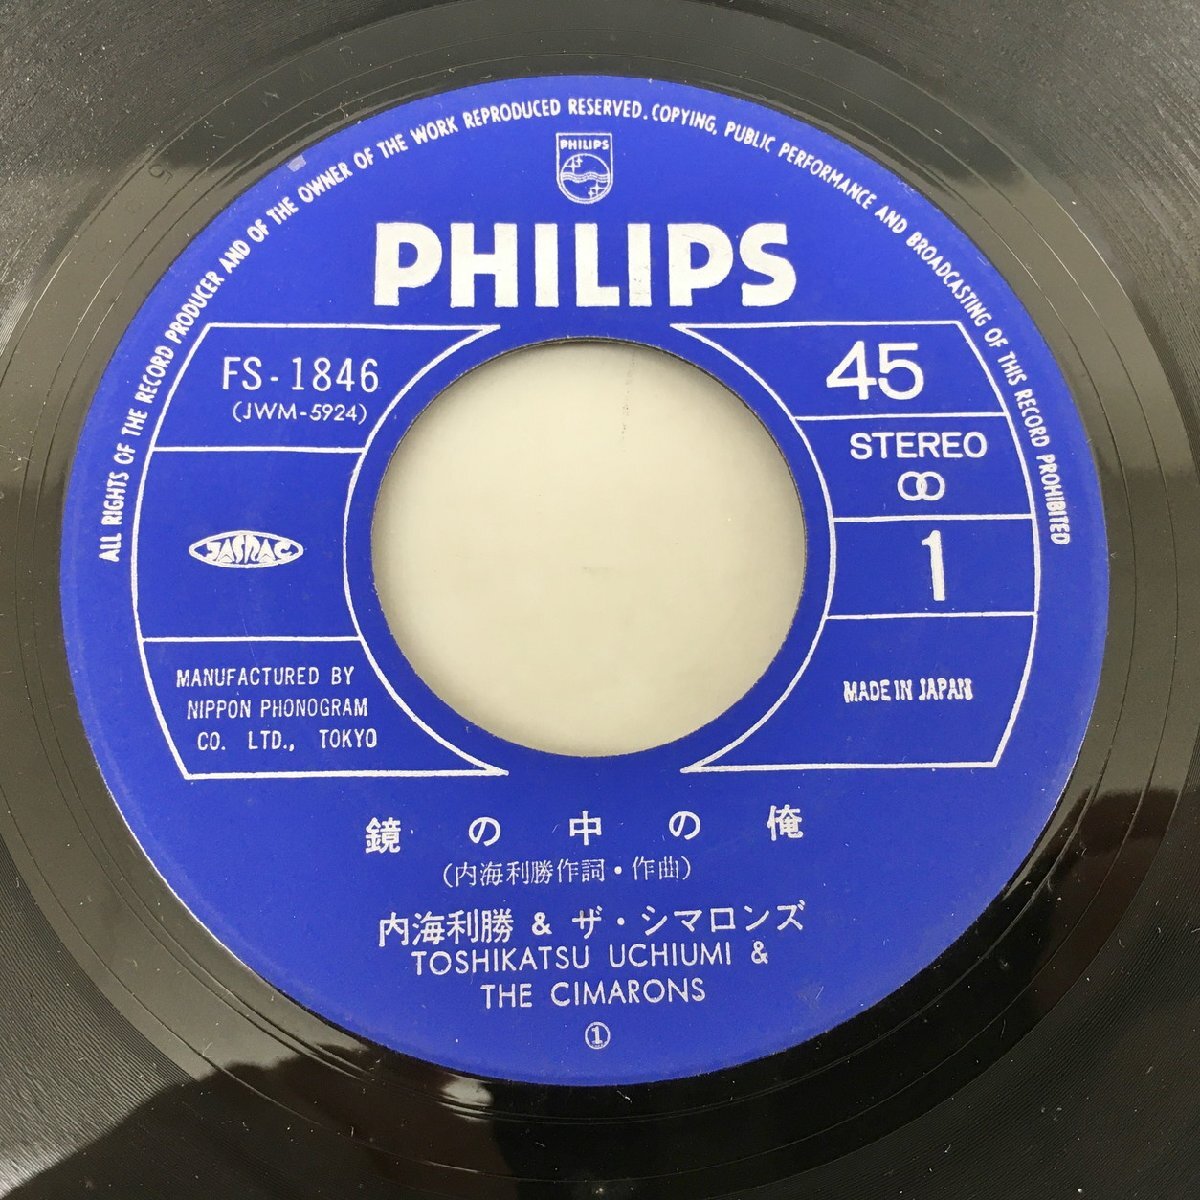 ALL RIGHTS OF THE RECORD PRODUCER AND OF THE OWNER OF THE WORK REPRODUCED RESERVED. COPYING, PUBLIC PERFORMANCE AND BROADCASTING OF THIS RECORD PROHIBITED
PHILIPS
PHILIPS
FS-1846
(JWM-5924)
45
STEREO
1
JASRAC
MANUFACTURED BY
NIPPON PHONOGRAM
CO. LTD., TOKYO
MADE IN JAPAN
鏡の中の俺
(内海利勝作詞・作曲)
内海利勝 & ザ・シマロンズ
TOSHIKATSU UCHIUMI &
THE CIMARONS
①